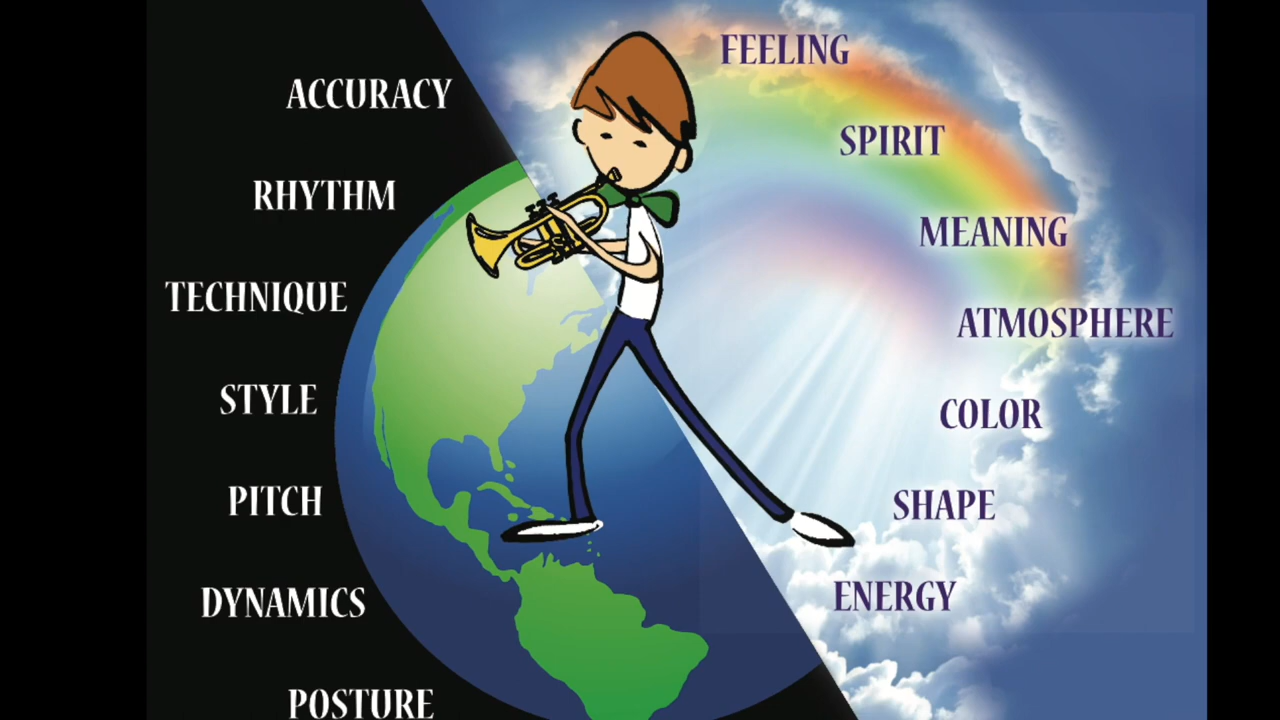 ACCURACY
RHYTHM
TECHNIQUE
STYLE
PITCH
DYNAMICS
POSTURE
FEELING
SPIRIT
MEANING
ATMOSPHERE
COLOR
SHAPE
ENERGY